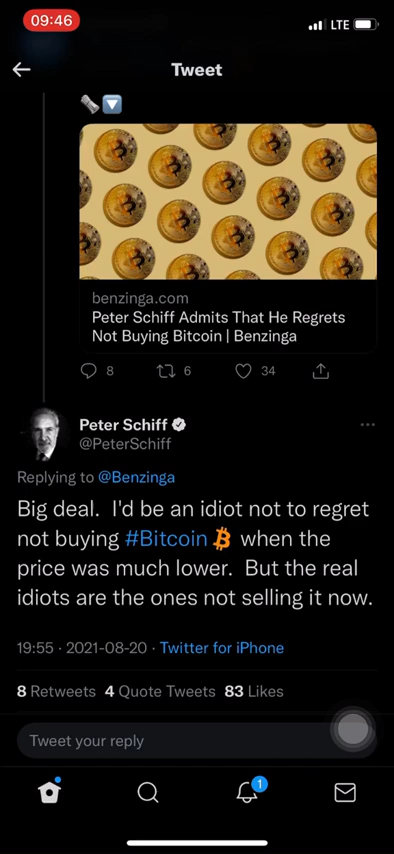 09:46
LTE
Tweet
benzinga.com
Peter Schiff Admits That He Regrets
Not Buying Bitcoin | Benzinga
8 6 34
Peter Schiff
@PeterSchiff
Replying to @Benzinga
Big deal. I'd be an idiot not to regret
not buying #Bitcoin when the
price was much lower. But the real
idiots are the ones not selling it now.
19:55 · 2021-08-20 · Twitter for iPhone
8 Retweets 4 Quote Tweets 83 Likes
Tweet your reply
1